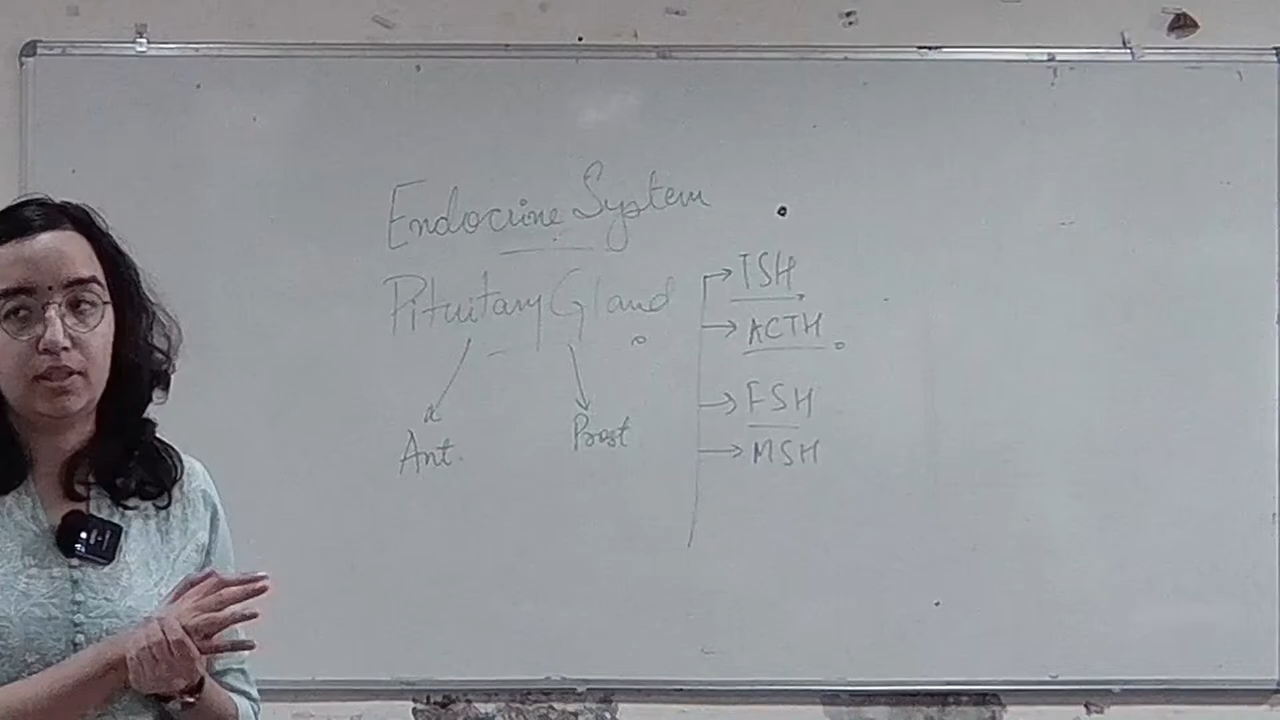 Endocrine System
Pituitary Gland
Ant.
Post
TSH
ACTH
FSH
MSH